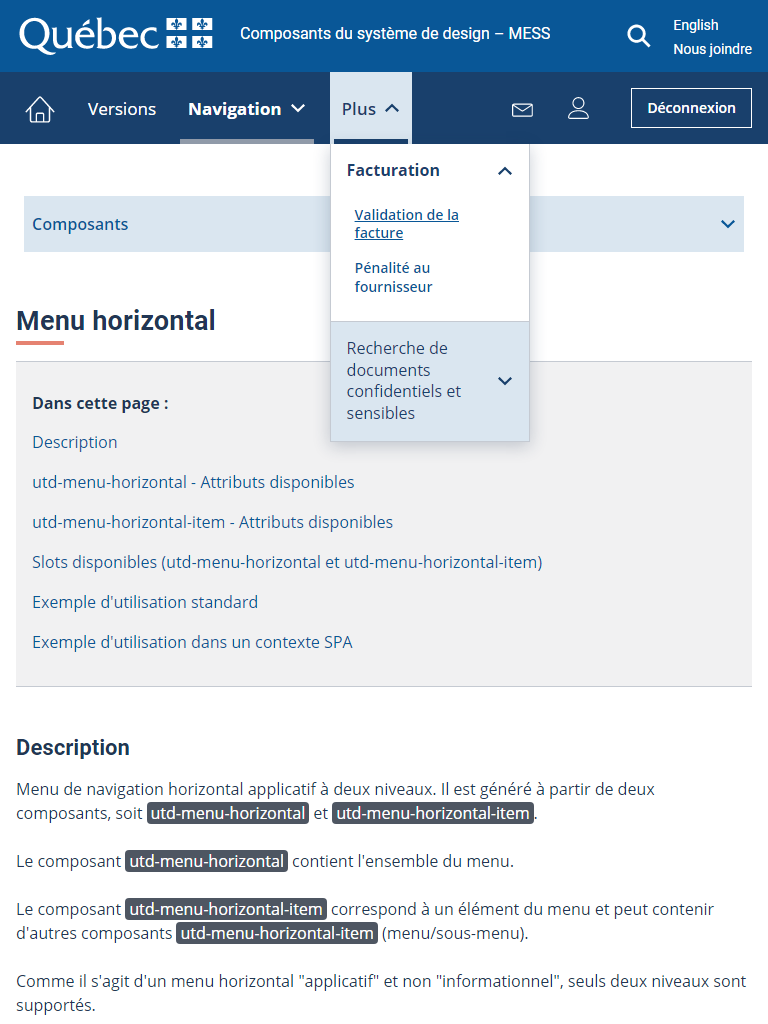 Québec
Composants du système de design – MESS
English
Nous joindre
Versions
Navigation
Plus
Déconnexion
Facturation
Validation de la
facture
Pénalité au
fournisseur
Recherche de
documents
confidentiels et
sensibles
Composants
Menu horizontal
Dans cette page :
Description
utd-menu-horizontal - Attributs disponibles
utd-menu-horizontal-item - Attributs disponibles
Slots disponibles (utd-menu-horizontal et utd-menu-horizontal-item)
Exemple d'utilisation standard
Exemple d'utilisation dans un contexte SPA
Description
Menu de navigation horizontal applicatif à deux niveaux. Il est généré à partir de deux
composants, soit utd-menu-horizontal et utd-menu-horizontal-item.
Le composant utd-menu-horizontal contient l'ensemble du menu.
Le composant utd-menu-horizontal-item correspond à un élément du menu et peut contenir
d'autres composants utd-menu-horizontal-item (menu/sous-menu).
Comme il s'agit d'un menu horizontal "applicatif" et non "informationnel", seuls deux niveaux sont
supportés.